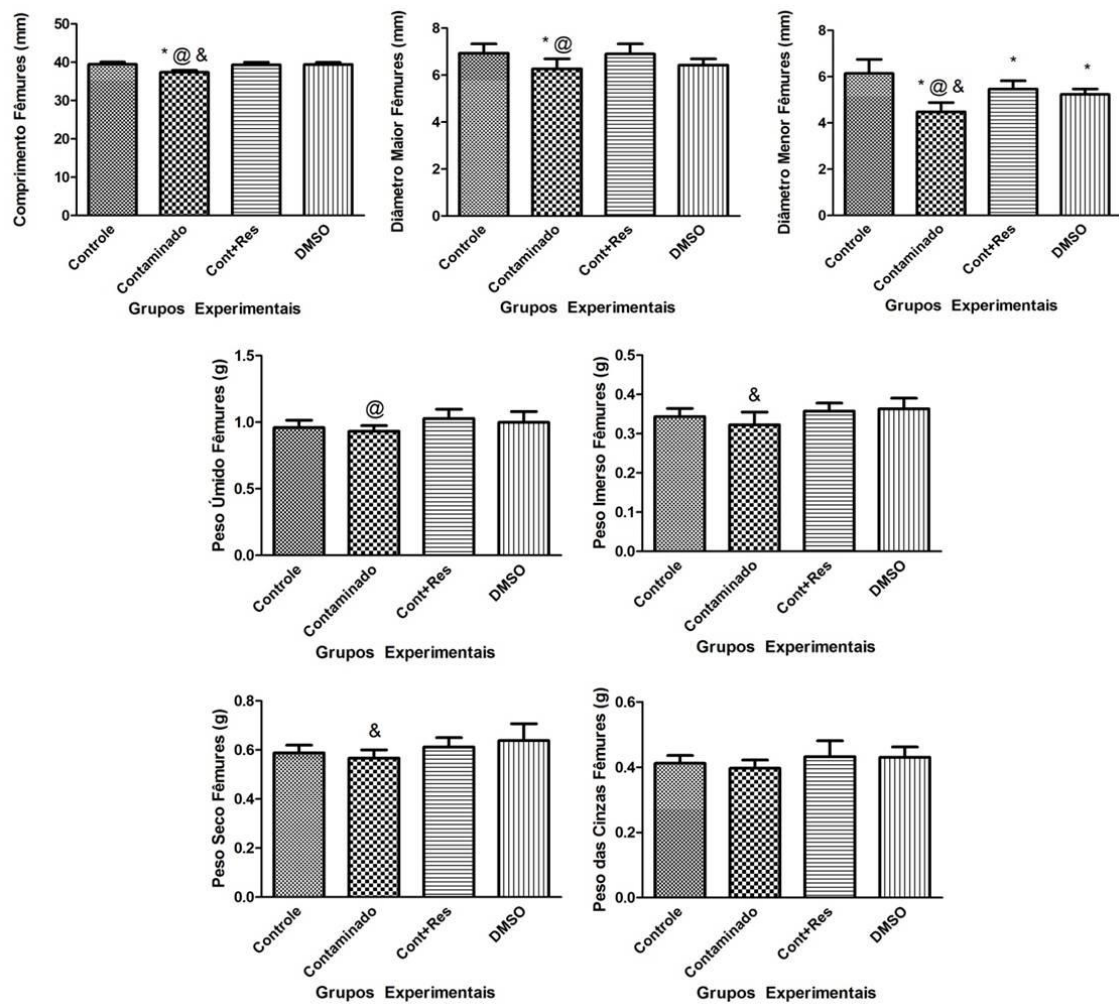 Comprimento Fêmures (mm)
50
40
30
20
10
0
* @ &
Controle
Contaminado
Cont+Res
DMSO
Grupos Experimentais
Diâmetro Maior Fêmures (mm)
8
6
4
2
0
* @
Controle
Contaminado
Cont+Res
DMSO
Grupos Experimentais
Diâmetro Menor Fêmures (mm)
8
6
4
2
0
* @ &
*
*
Controle
Contaminado
Cont+Res
DMSO
Grupos Experimentais
Peso Úmido Fêmures (g)
1.5
1.0
0.5
0.0
@
Controle
Contaminado
Cont+Res
DMSO
Grupos Experimentais
Peso Imerso Fêmures (g)
0.5
0.4
0.3
0.2
0.1
0.0
&
Controle
Contaminado
Cont+Res
DMSO
Grupos Experimentais
Peso Seco Fêmures (g)
0.8
0.6
0.4
0.2
0.0
&
Controle
Contaminado
Cont+Res
DMSO
Grupos Experimentais
Peso das Cinzas Fêmures (g)
0.6
0.4
0.2
0.0
Controle
Contaminado
Cont+Res
DMSO
Grupos Experimentais